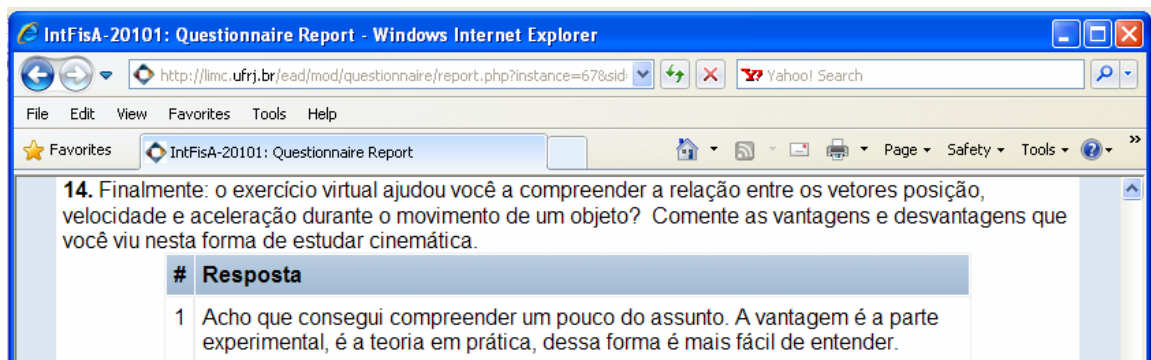 IntFisA-20101: Questionnaire Report - Windows Internet Explorer
http://limc.ufrj.br/ead/mod/questionnaire/report.php?instance=67&sid
Yahoo! Search
File Edit View Favorites Tools Help
Favorites IntFisA-20101: Questionnaire Report Page Safety Tools
14. Finalmente: o exercício virtual ajudou você a compreender a relação entre os vetores posição,
velocidade e aceleração durante o movimento de um objeto? Comente as vantagens e desvantagens que
você viu nesta forma de estudar cinemática.
# Resposta
1 Acho que consegui compreender um pouco do assunto. A vantagem é a parte
experimental, é a teoria em prática, dessa forma é mais fácil de entender.